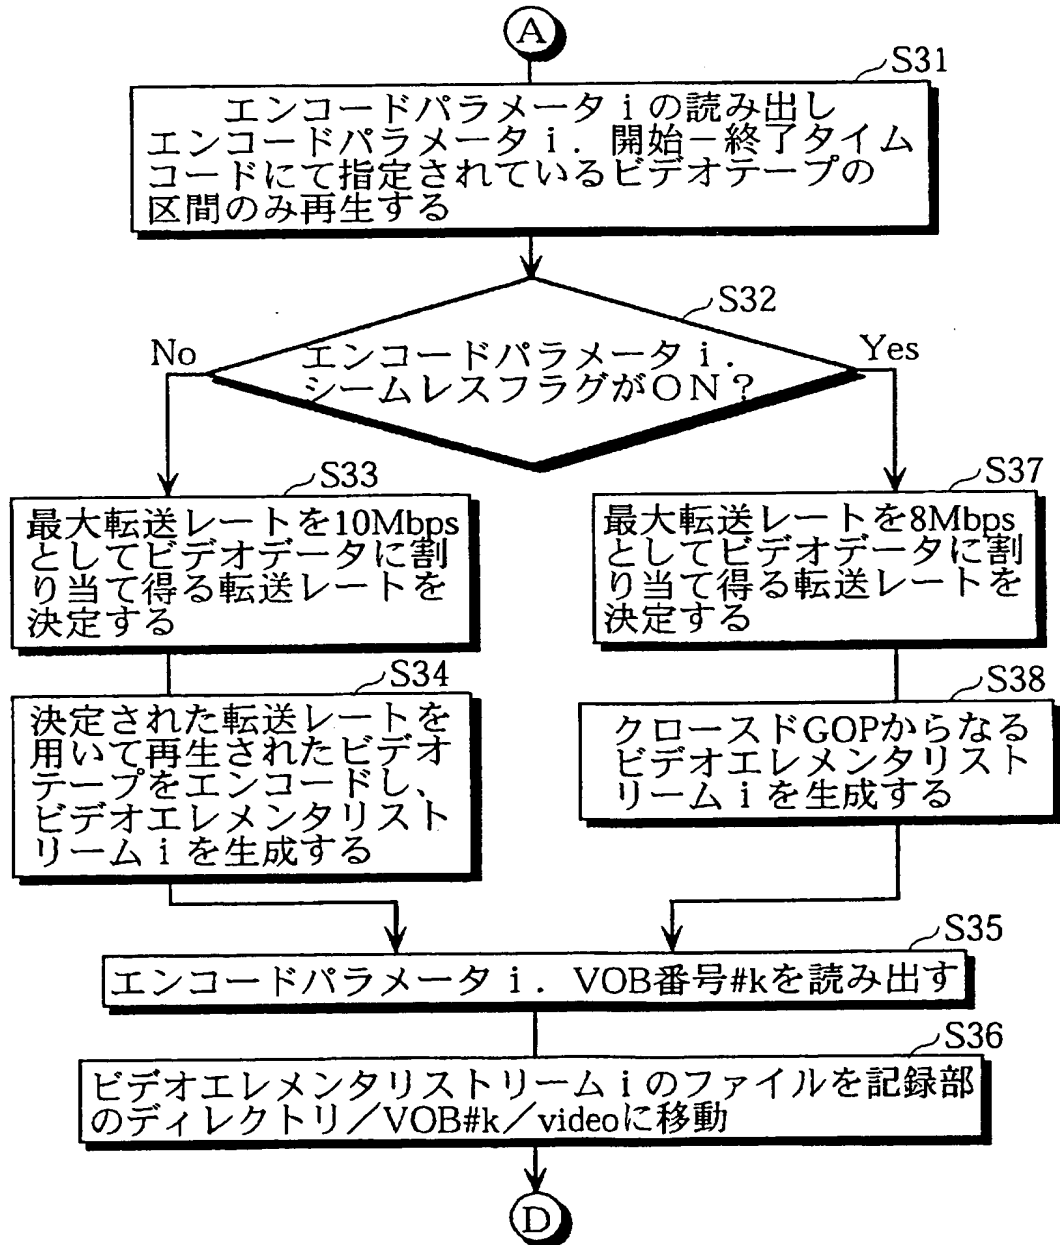 A
S31
エンコードパラメータｉの読み出し
エンコードパラメータｉ．開始－終了タイム
コードにて指定されているビデオテープの
区間のみ再生する
S32
エンコードパラメータｉ．
シームレスフラグがＯＮ？
No
Yes
S33
最大転送レートを10Mbps
としてビデオデータに割
り当て得る転送レートを
決定する
S37
最大転送レートを8Mbps
としてビデオデータに割
り当て得る転送レートを
決定する
S34
決定された転送レートを
用いて再生されたビデオ
テープをエンコードし、
ビデオエレメンタリスト
リームｉを生成する
S38
クローズドGOPからなる
ビデオエレメンタリスト
リームｉを生成する
S35
エンコードパラメータｉ．VOB番号#kを読み出す
S36
ビデオエレメンタリストリームｉのファイルを記録部
のディレクトリ／VOB#k／videoに移動
D